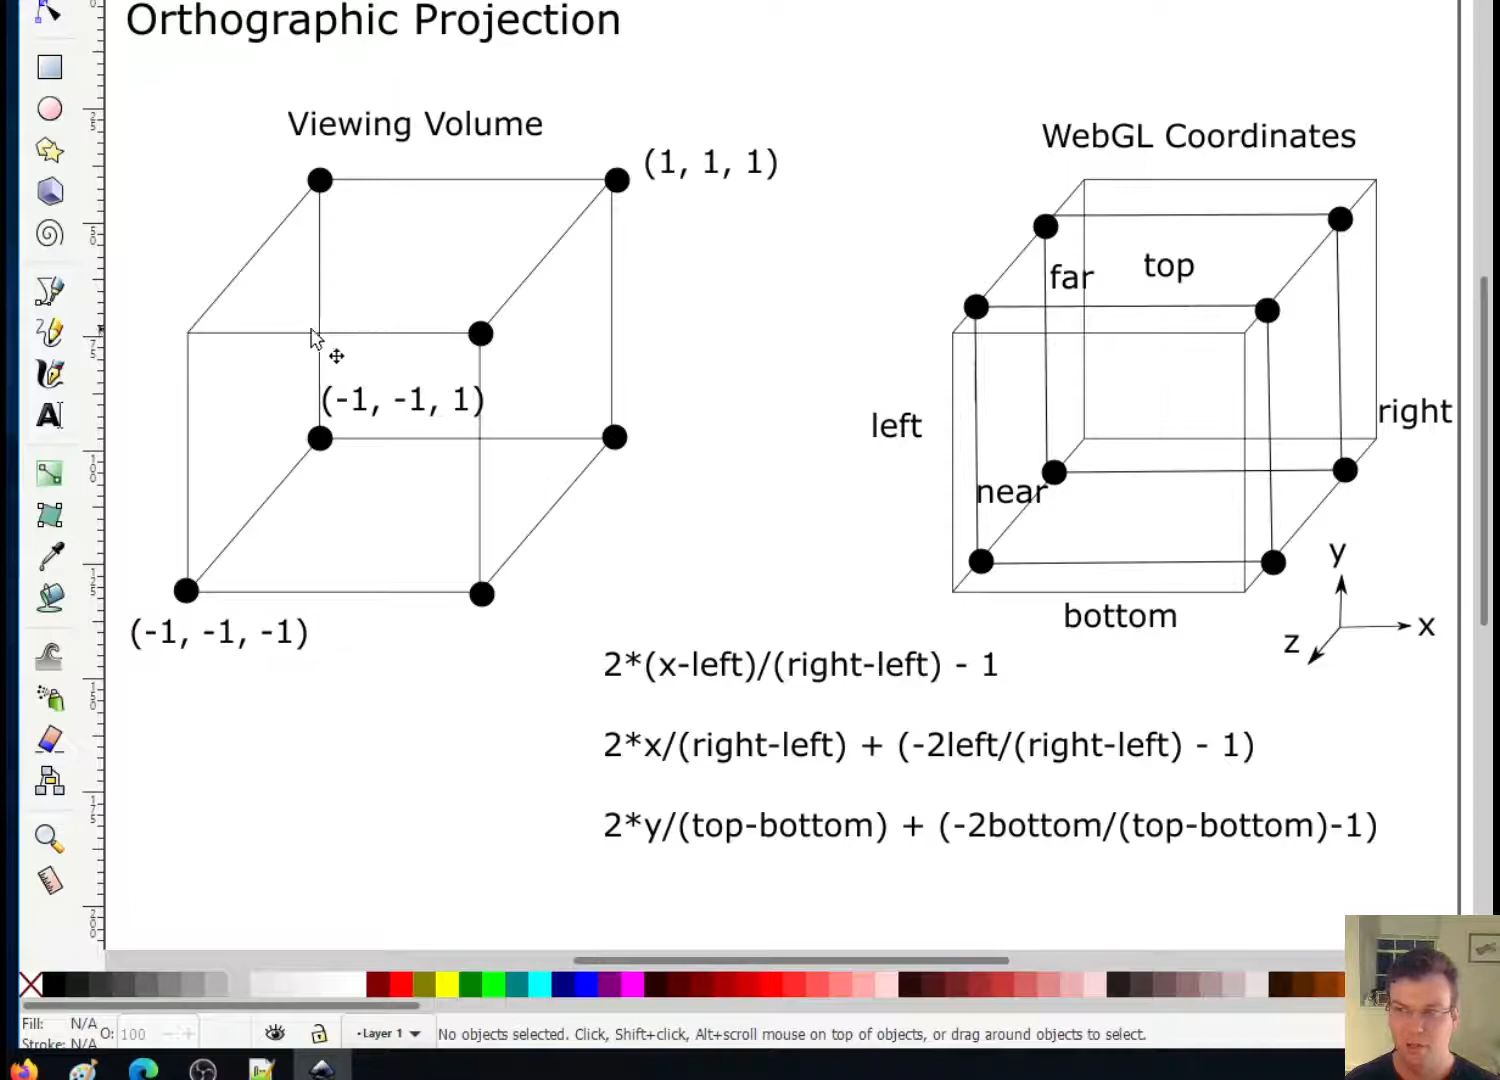 Orthographic Projection
Viewing Volume
(1, 1, 1)
WebGL Coordinates
far
top
(-1, -1, 1)
left
right
near
y
bottom
x
z
(-1, -1, -1)
2*(x-left)/(right-left) - 1
2*x/(right-left) + (-2left/(right-left) - 1)
2*y/(top-bottom) + (-2bottom/(top-bottom)-1)
Fill: N/A
Stroke: N/A
O: 100
•Layer 1
No objects selected. Click, Shift+click, Alt+scroll mouse on top of objects, or drag around objects to select.